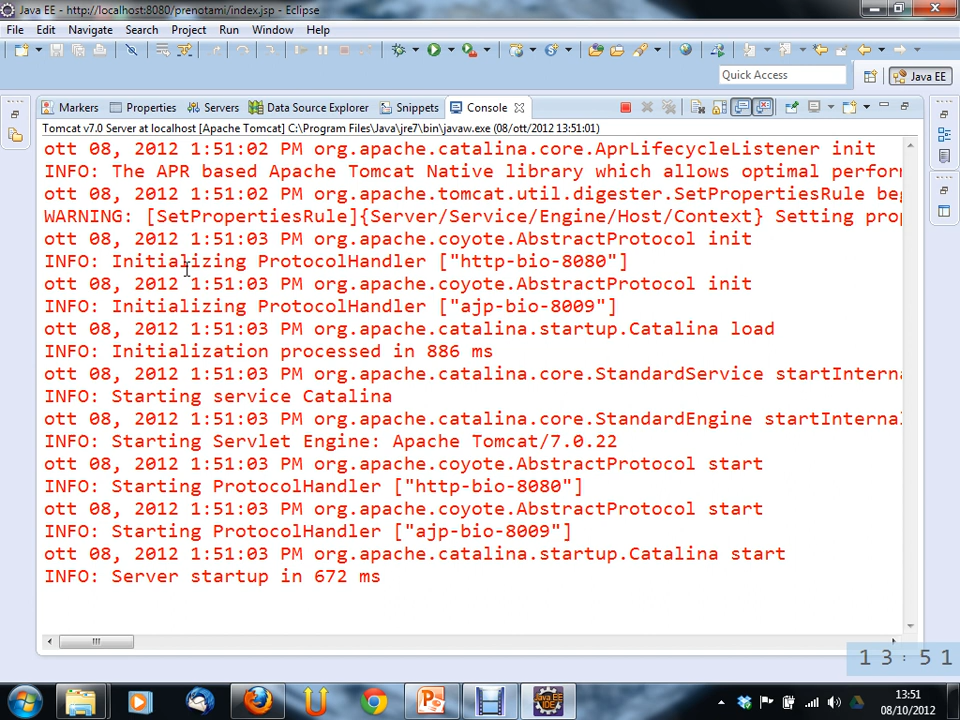 Java EE - http://localhost:8080/prenotami/index.jsp - Eclipse
File Edit Navigate Search Project Run Window Help
Quick Access Java EE
Markers Properties Servers Data Source Explorer Snippets Console
Tomcat v7.0 Server at localhost [Apache Tomcat] C:\Program Files\Java\jre7\bin\javaw.exe (08/ott/2012 13:51:01)
ott 08, 2012 1:51:02 PM org.apache.catalina.core.AprLifecycleListener init
INFO: The APR based Apache Tomcat Native library which allows optimal perform
ott 08, 2012 1:51:02 PM org.apache.tomcat.util.digester.SetPropertiesRule beg
WARNING: [SetPropertiesRule]{Server/Service/Engine/Host/Context} Setting prop
ott 08, 2012 1:51:03 PM org.apache.coyote.AbstractProtocol init
INFO: Initializing ProtocolHandler ["http-bio-8080"]
ott 08, 2012 1:51:03 PM org.apache.coyote.AbstractProtocol init
INFO: Initializing ProtocolHandler ["ajp-bio-8009"]
ott 08, 2012 1:51:03 PM org.apache.catalina.startup.Catalina load
INFO: Initialization processed in 886 ms
ott 08, 2012 1:51:03 PM org.apache.catalina.core.StandardService startInterna
INFO: Starting service Catalina
ott 08, 2012 1:51:03 PM org.apache.catalina.core.StandardEngine startInternal
INFO: Starting Servlet Engine: Apache Tomcat/7.0.22
ott 08, 2012 1:51:03 PM org.apache.coyote.AbstractProtocol start
INFO: Starting ProtocolHandler ["http-bio-8080"]
ott 08, 2012 1:51:03 PM org.apache.coyote.AbstractProtocol start
INFO: Starting ProtocolHandler ["ajp-bio-8009"]
ott 08, 2012 1:51:03 PM org.apache.catalina.startup.Catalina start
INFO: Server startup in 672 ms
13:51
Java EE IDE
13:51
08/10/2012